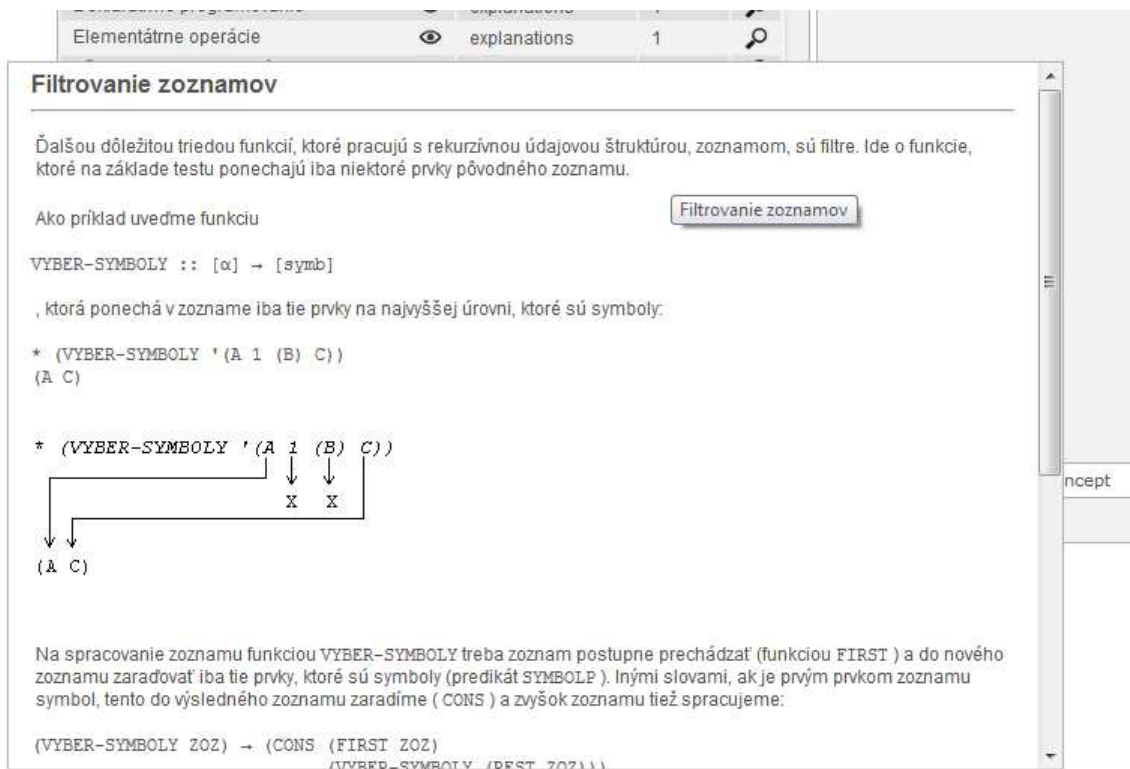 Elementátrne operácie explanations 1
Filtrovanie zoznamov
Ďalšou dôležitou triedou funkcií, ktoré pracujú s rekurzívnou údajovou štruktúrou, zoznamom, sú filtre. Ide o funkcie,
ktoré na základe testu ponechajú iba niektoré prvky pôvodného zoznamu.
Filtrovanie zoznamov
Ako príklad uveďme funkciu
VYBER-SYMBOLY :: [α] → [symb]
, ktorá ponechá v zozname iba tie prvky na najvyššej úrovni, ktoré sú symboly:
* (VYBER-SYMBOLY '(A 1 (B) C))
(A C)
* (VYBER-SYMBOLY '(A 1 (B) C))
X X
(A C)
ncept
Na spracovanie zoznamu funkciou VYBER-SYMBOLY treba zoznam postupne prechádzať (funkciou FIRST ) a do nového
zoznamu zaraďovať iba tie prvky, ktoré sú symboly (predikát SYMBOLP ). Inými slovami, ak je prvým prvkom zoznamu
symbol, tento do výsledného zoznamu zaradíme ( CONS ) a zvyšok zoznamu tiež spracujeme:
(VYBER-SYMBOLY ZOZ) → (CONS (FIRST ZOZ)
(VYBER-SYMBOLY (REST ZOZ)))